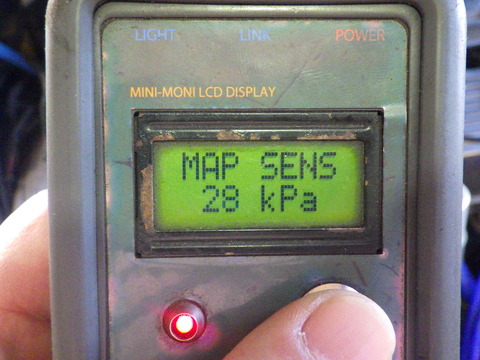 LIGHT LINK POWER
MINI-MONI LCD DISPLAY
MAP SENS
28 kPa